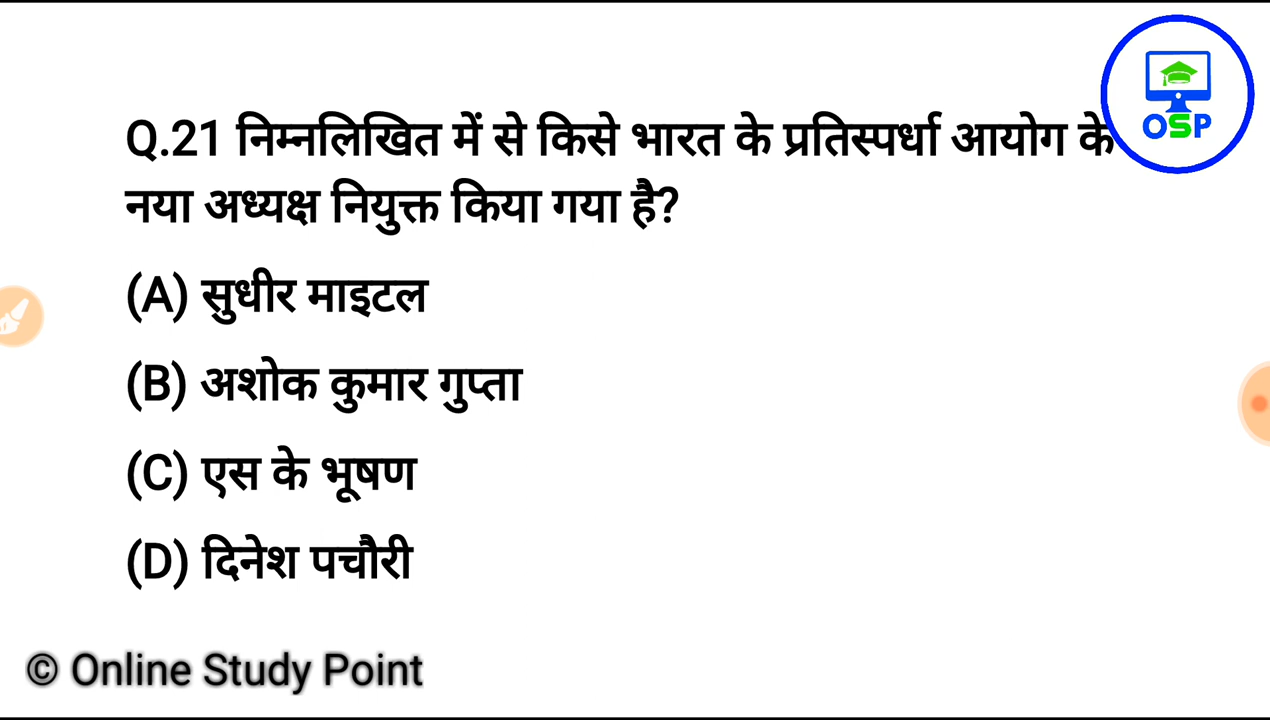 Q.21 निम्नलिखित में से किसे भारत के प्रतिस्पर्धा आयोग के
नया अध्यक्ष नियुक्त किया गया है?
(A) सुधीर माइटल
(B) अशोक कुमार गुप्ता
(C) एस के भूषण
(D) दिनेश पचौरी
OSP
© Online Study Point